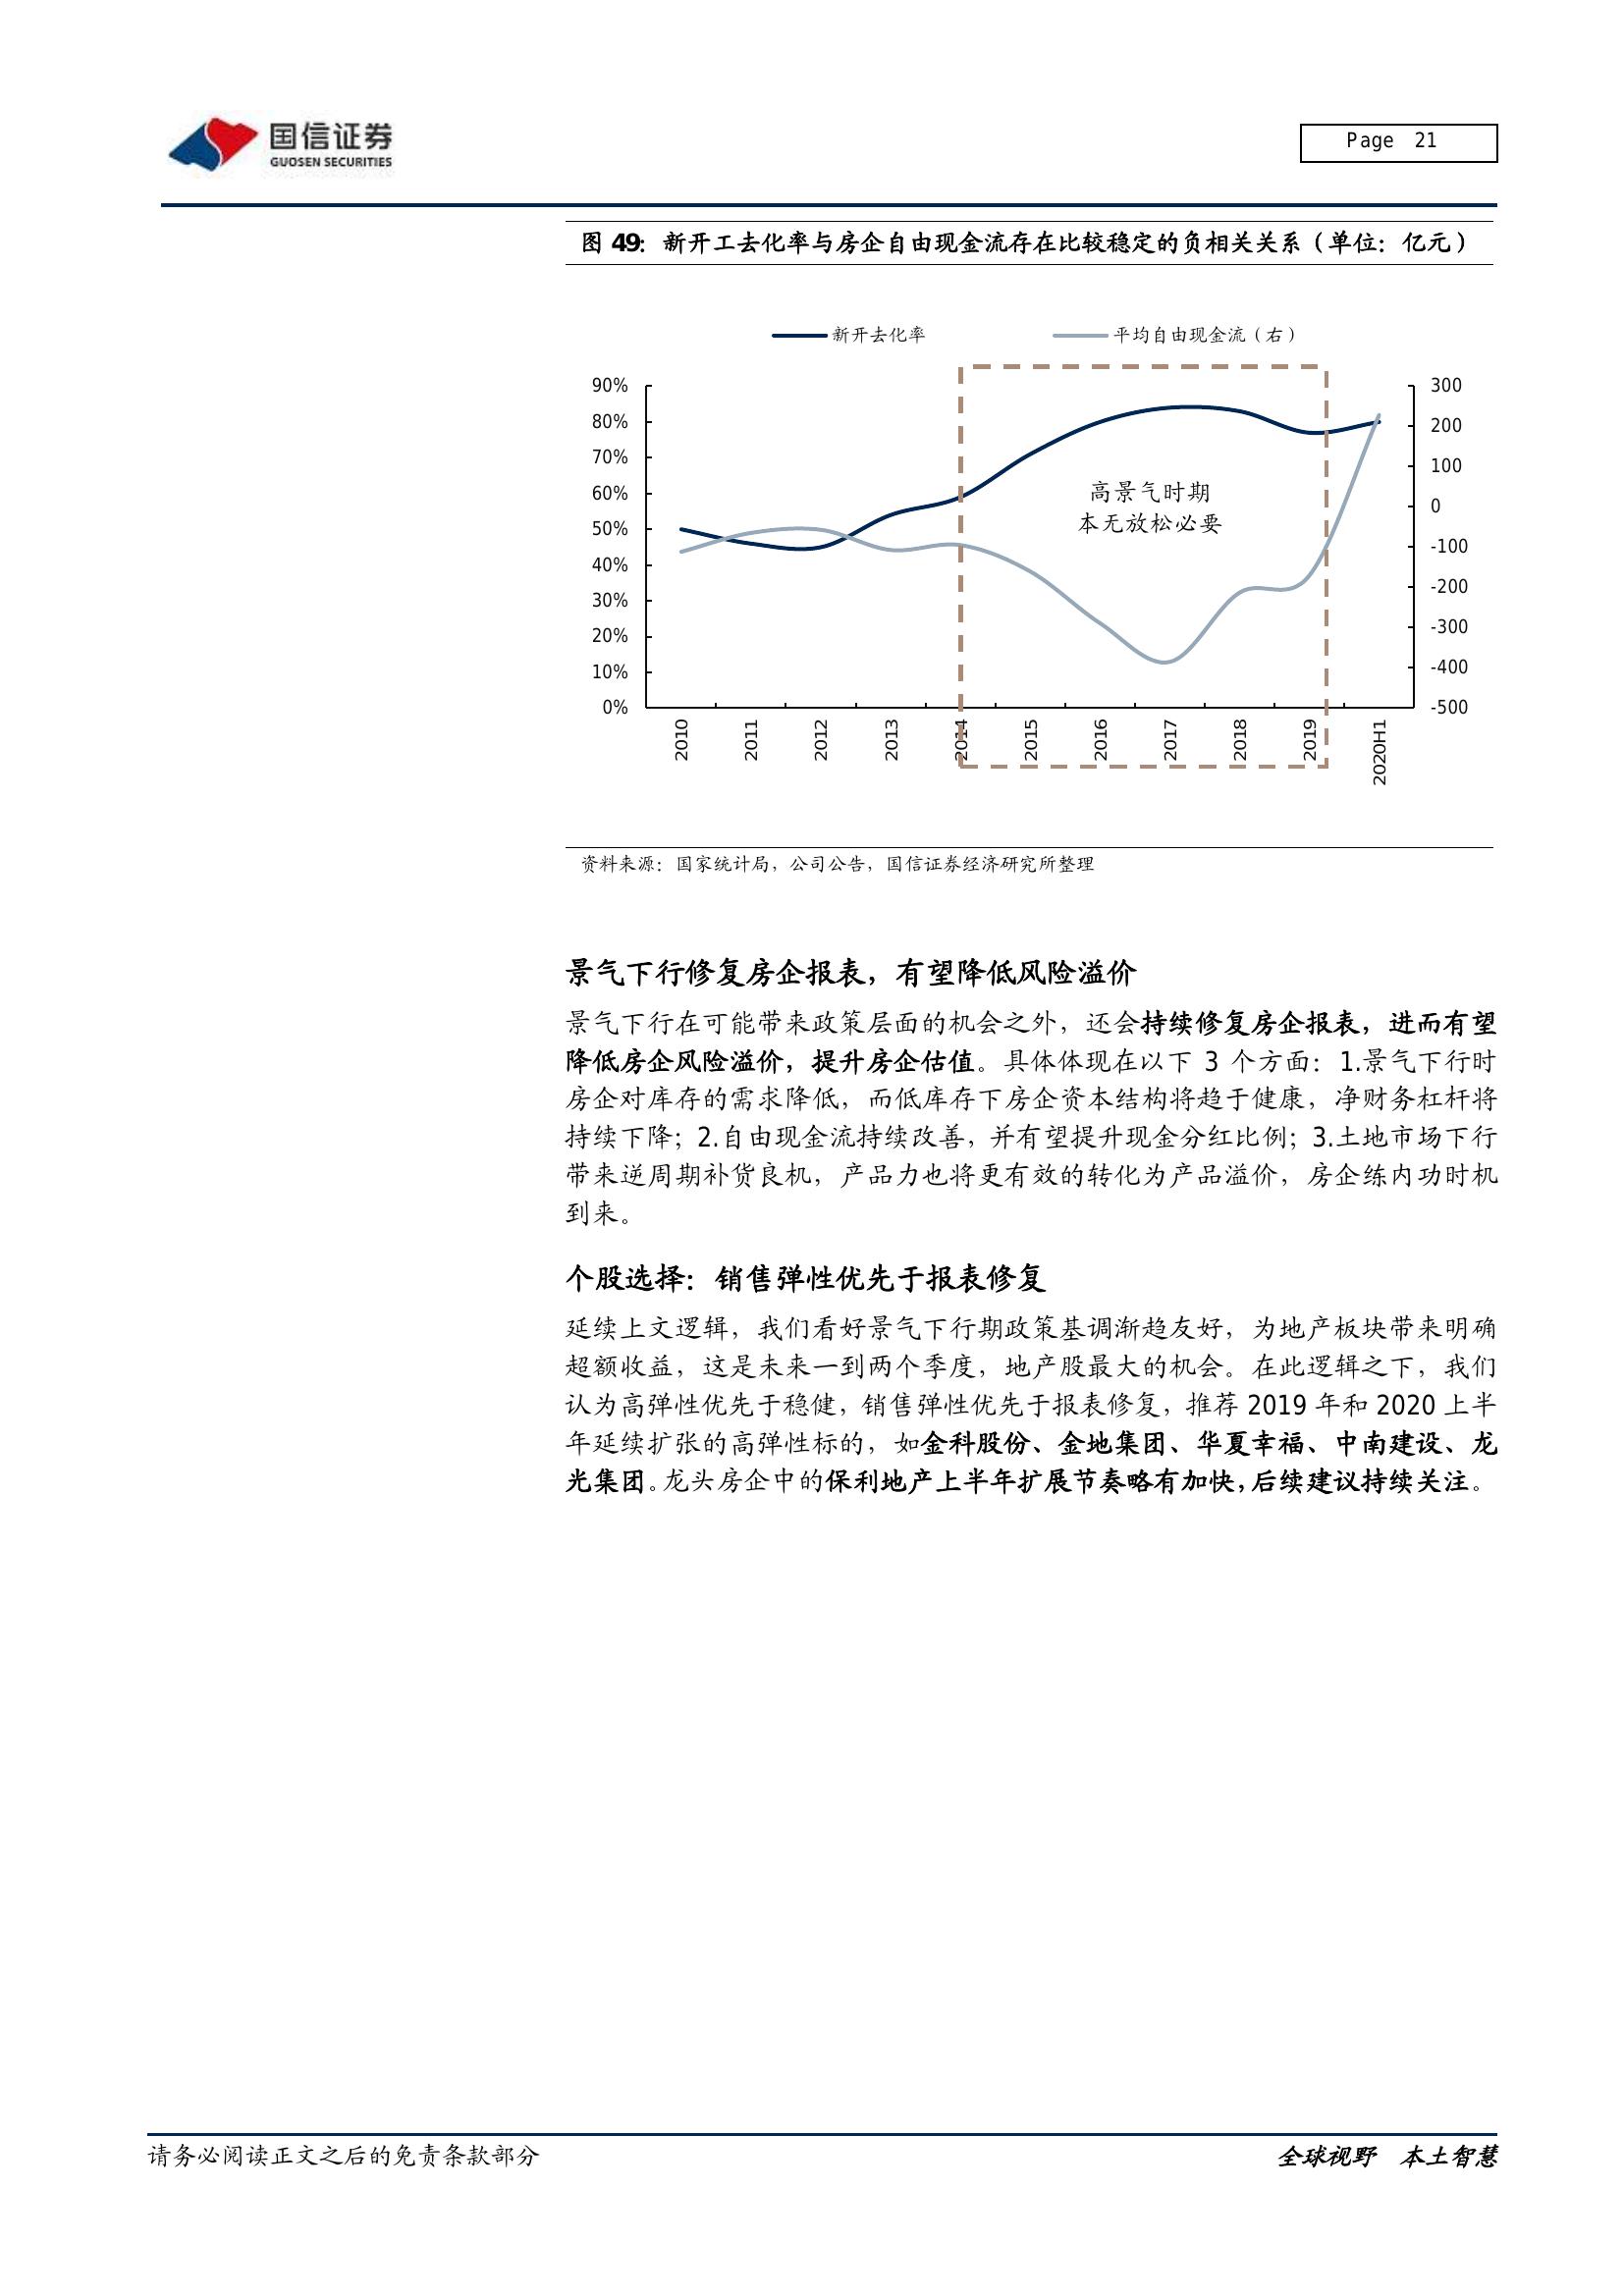 国信证券
GUOSEN SECURITIES
Page 21
图 49：新开工去化率与房企自由现金流存在比较稳定的负相关关系（单位：亿元）
新开去化率
平均自由现金流（右）
90%
80%
70%
60%
50%
40%
30%
20%
10%
0%
300
200
100
0
-100
-200
-300
-400
-500
高景气时期
本无放松必要
2010
2011
2012
2013
2014
2015
2016
2017
2018
2019
2020H1
资料来源：国家统计局，公司公告，国信证券经济研究所整理
景气下行修复房企报表，有望降低风险溢价
景气下行在可能带来政策层面的机会之外，还会持续修复房企报表，进而有望
降低房企风险溢价，提升房企估值。具体体现在以下 3 个方面：1.景气下行时
房企对库存的需求降低，而低库存下房企资本结构将趋于健康，净财务杠杆将
持续下降；2.自由现金流持续改善，并有望提升现金分红比例；3.土地市场下行
带来逆周期补货良机，产品力也将更有效的转化为产品溢价，房企练内功时机
到来。
个股选择：销售弹性优先于报表修复
延续上文逻辑，我们看好景气下行期政策基调渐趋友好，为地产板块带来明确
超额收益，这是未来一到两个季度，地产股最大的机会。在此逻辑之下，我们
认为高弹性优先于稳健，销售弹性优先于报表修复，推荐 2019 年和 2020 上半
年延续扩张的高弹性标的，如金科股份、金地集团、华夏幸福、中南建设、龙
光集团。龙头房企中的保利地产上半年扩展节奏略有加快，后续建议持续关注。
请务必阅读正文之后的免责条款部分
全球视野 本土智慧